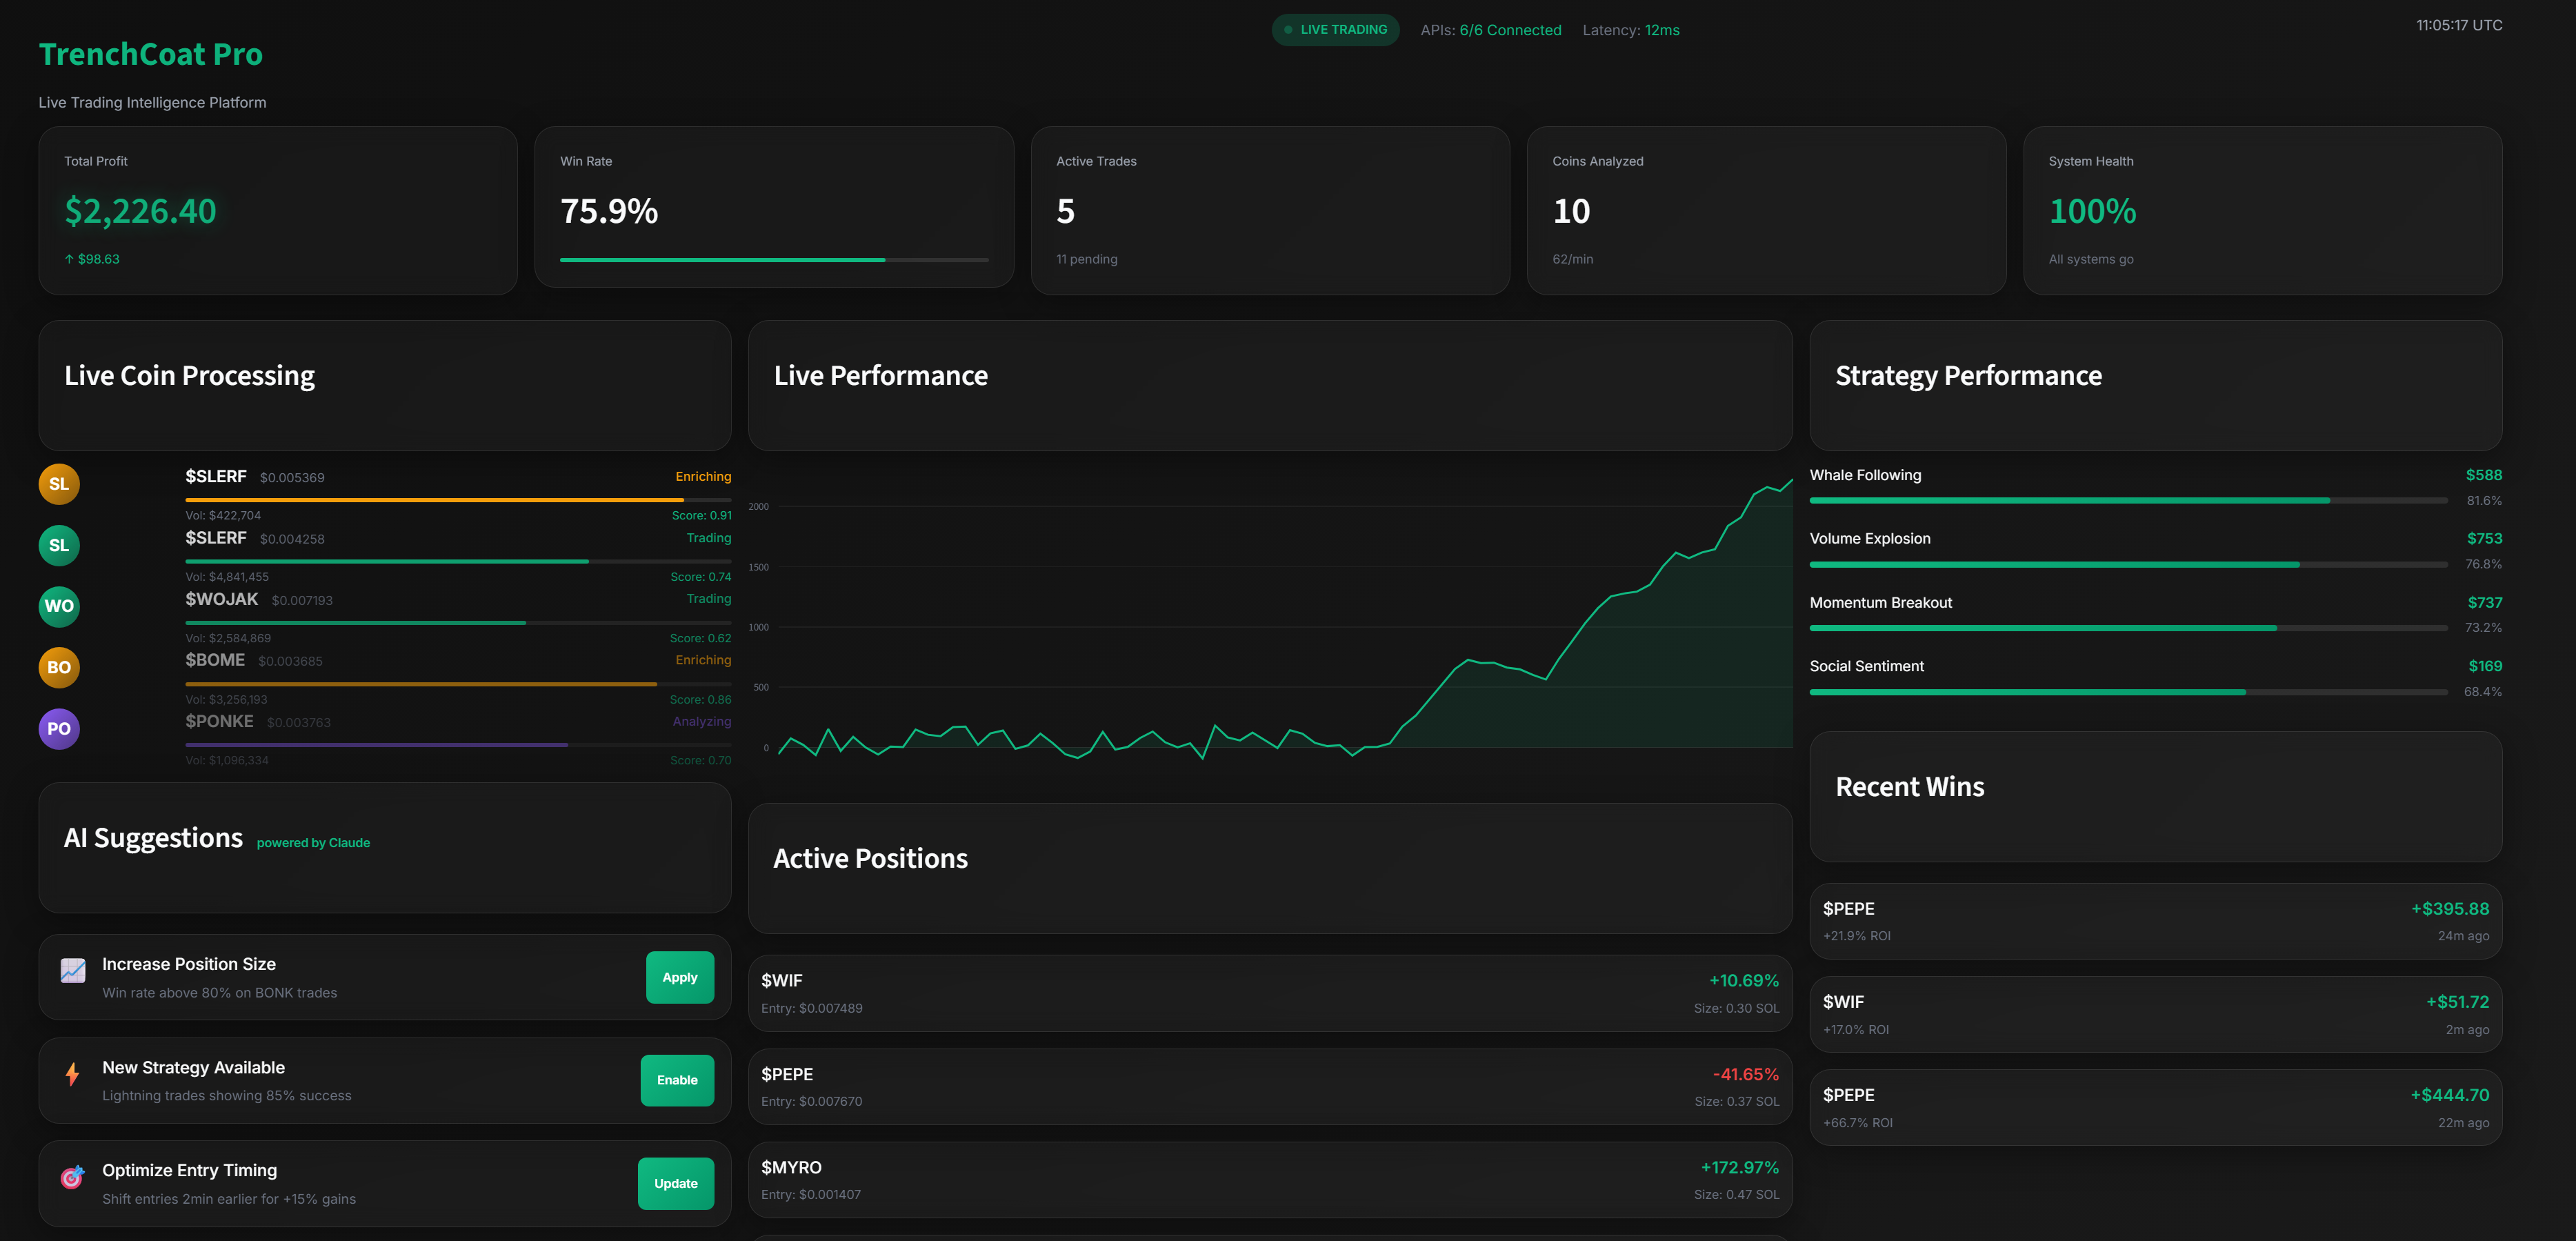 TrenchCoat Pro
LIVE TRADING APIs: 6/6 Connected Latency: 12ms
11:05:17 UTC
Live Trading Intelligence Platform
Total Profit
$2,226.40
↑ $98.63
Win Rate
75.9%
Active Trades
5
11 pending
Coins Analyzed
10
62/min
System Health
100%
All systems go
Live Coin Processing
SL
$SLERF $0.005369 Enriching
Vol: $422,704 Score: 0.91
SL
$SLERF $0.004258 Trading
Vol: $4,841,455 Score: 0.74
WO
$WOJAK $0.007193 Trading
Vol: $2,584,869 Score: 0.62
BO
$BOME $0.003685 Enriching
Vol: $3,256,193 Score: 0.86
PO
$PONKE $0.003763 Analyzing
Vol: $1,096,334 Score: 0.70
AI Suggestions powered by Claude
Increase Position Size
Win rate above 80% on BONK trades
Apply
New Strategy Available
Lightning trades showing 85% success
Enable
Optimize Entry Timing
Shift entries 2min earlier for +15% gains
Update
Live Performance
2000
1500
1000
500
0
Active Positions
$WIF +10.69%
Entry: $0.007489 Size: 0.30 SOL
$PEPE -41.65%
Entry: $0.007670 Size: 0.37 SOL
$MYRO +172.97%
Entry: $0.001407 Size: 0.47 SOL
Strategy Performance
Whale Following $588
81.6%
Volume Explosion $753
76.8%
Momentum Breakout $737
73.2%
Social Sentiment $169
68.4%
Recent Wins
$PEPE +$395.88
+21.9% ROI 24m ago
$WIF +$51.72
+17.0% ROI 2m ago
$PEPE +$444.70
+66.7% ROI 22m ago